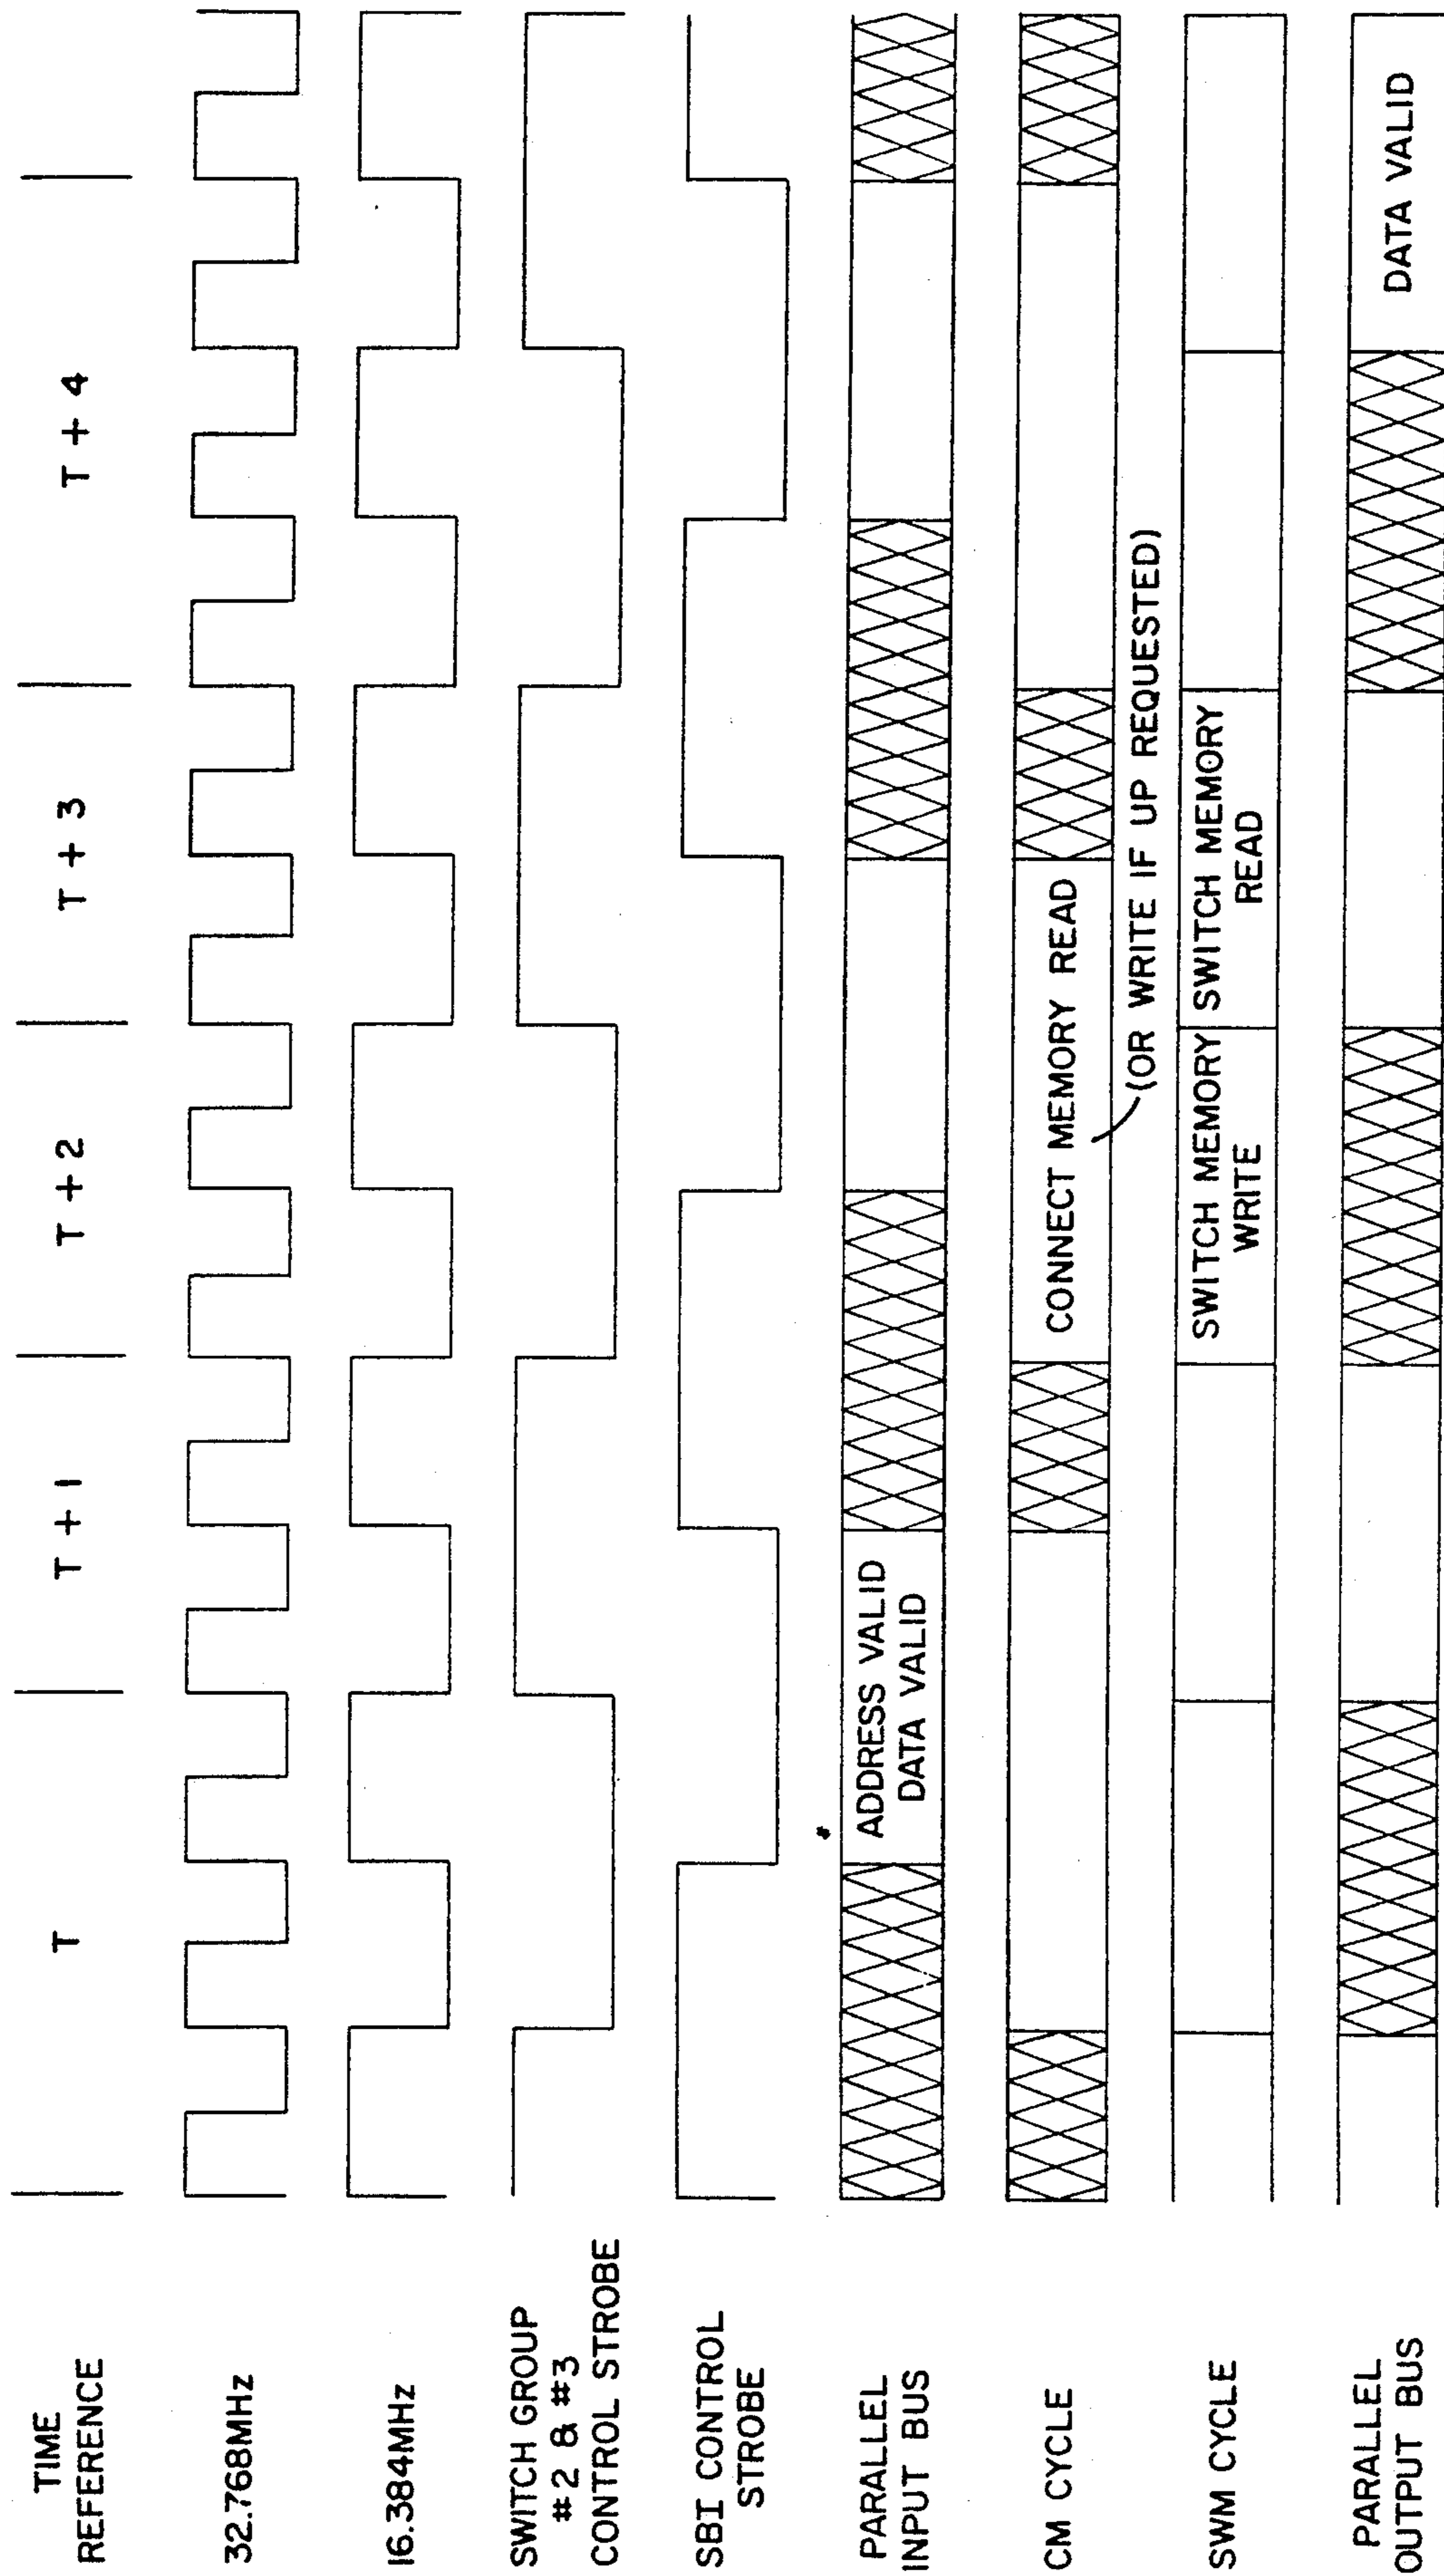 TIME
REFERENCE
T
T + 1
T + 2
T + 3
T + 4
32.768MHz
16.384MHz
SWITCH GROUP
#2 & #3
CONTROL STROBE
SBI CONTROL
STROBE
PARALLEL
INPUT BUS
ADDRESS VALID
DATA VALID
CM CYCLE
CONNECT MEMORY READ
(OR WRITE IF UP REQUESTED)
SWM CYCLE
SWITCH MEMORY
WRITE
SWITCH MEMORY
READ
PARALLEL
OUTPUT BUS
DATA VALID